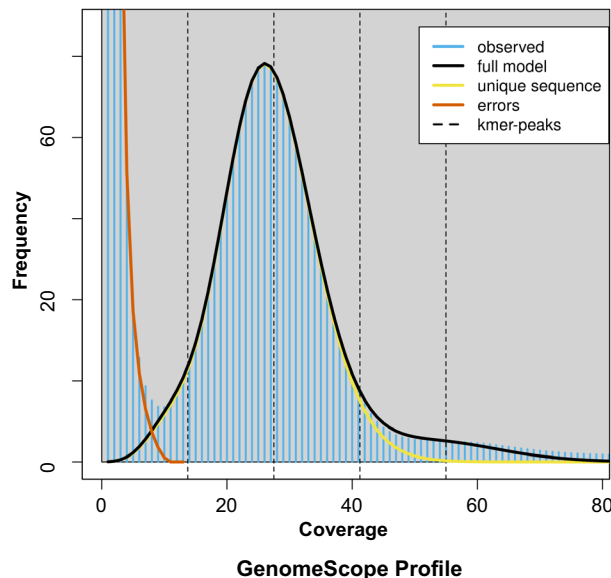 observed
full model
unique sequence
errors
kmer-peaks
Frequency
60
20
0
0 20 40 60 80
Coverage
GenomeScope Profile